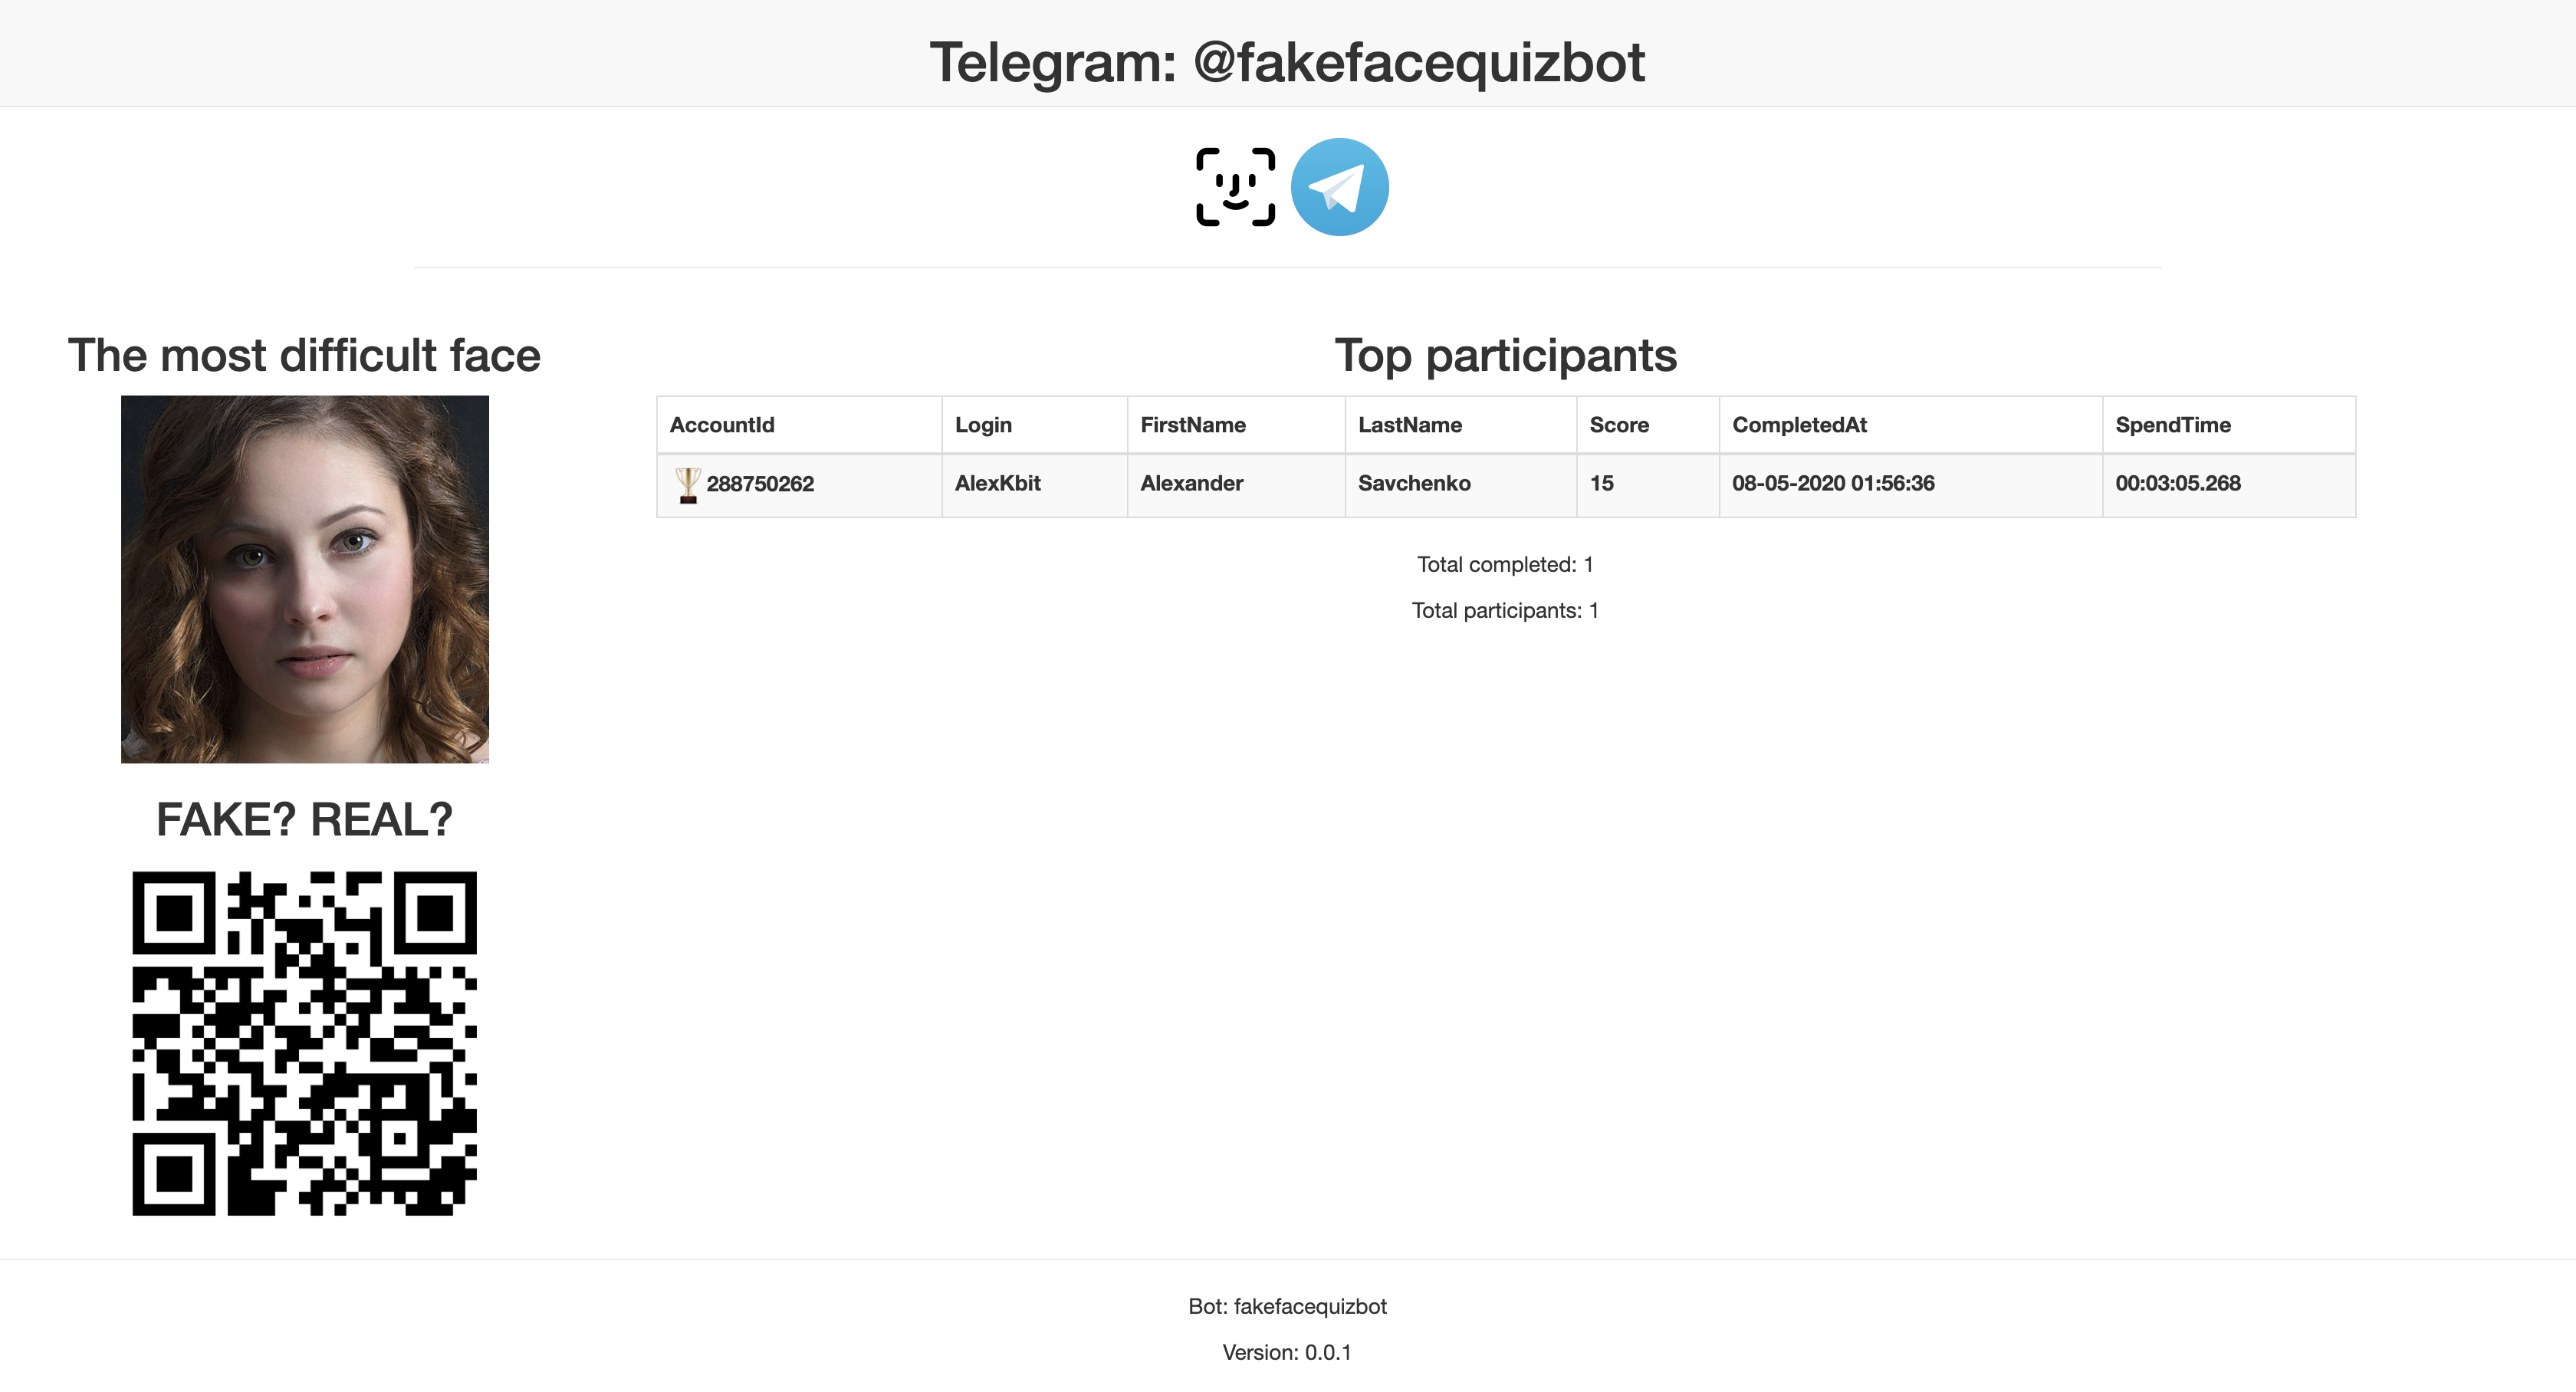 Telegram: @fakefacequizbot
The most difficult face
FAKE? REAL?
Top participants
AccountId Login FirstName LastName Score CompletedAt SpendTime
288750262 AlexKbit Alexander Savchenko 15 08-05-2020 01:56:36 00:03:05.268
Total completed: 1
Total participants: 1
Bot: fakefacequizbot
Version: 0.0.1